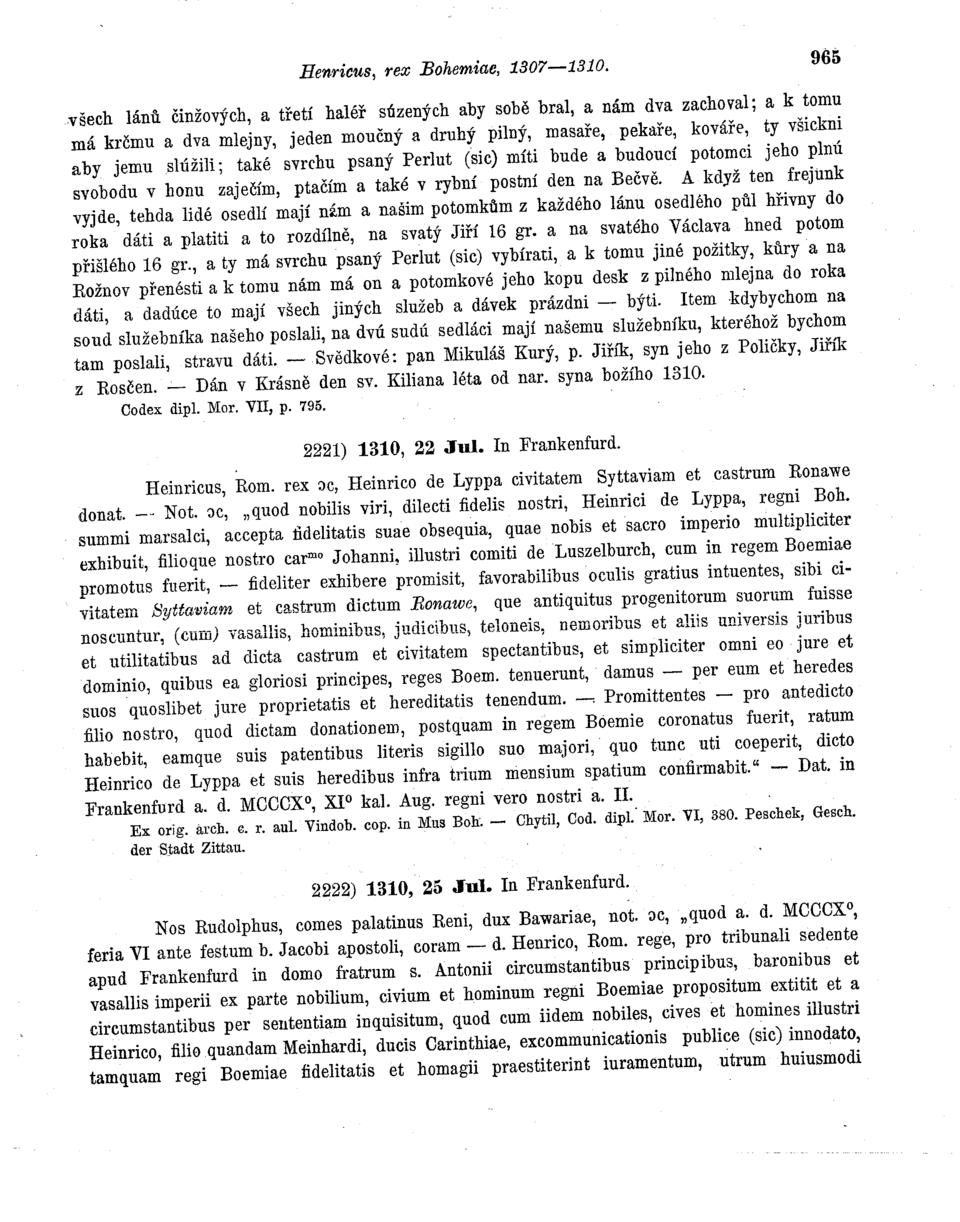 Henricus, rex Bohemiae, 1307—1310.
965
všech lánů činžových, a třetí haléř súzených aby sobě bral, a nám dva zachoval; a k tomu
má krčmu a dva mlejny, jeden moučný a druhý pilný, masaře, pekaře, kováře, ty všickni
aby jemu slúžili; také svrchu psaný Perlut (sic) míti bude a budoucí potomci jeho plnú
svobodu v honu zaječím, ptačím a také v rybní postní den na Bečvě. A když ten frejunk
vyjde, tehda lidé osedlí mají nám a našim potomkům z každého lánu osedlého půl hřivny do
roka dáti a platiti a to rozdílně, na svatý Jiří 16 gr. a na svatého Václava hned potom
přišlého 16 gr., a ty má svrchu psaný Perlut (sic) vybírati, a k tomu jiné požitky, kůry a na
Rožnov přenésti a k tomu nám má on a potomkové jeho kopu desk z pilného mlejna do roka
dáti, a dadúce to mají všech jiných služeb a dávek prázdni — býti. Item kdybychom na
soud služebníka našeho poslali, na dvú sudú sedláci mají našemu služebníku, kteréhož bychom
tam poslali, stravu dáti. — Svědkové: pan Mikuláš Kurý, p. Jiřík, syn jeho z Poličky, Jiřík
z Rosčen. — Dán v Krásně den sv. Kiliana léta od nar. syna božího 1310.
Codex dipl. Mor. VII, p. 795.
2221) 1310, 22 Jul. In Frankenfurd.
Heinricus, Rom. rex ɔc, Heinrico de Lyppa civitatem Syttaviam et castrum Ronawe
donat. — Not. ɔc, „quod nobilis viri, dilecti fidelis nostri, Heinrici de Lyppa, regni Boh.
summi marsalci, accepta fidelitatis suae obsequia, quae nobis et sacro imperio multipliciter
exhibuit, filioque nostro carᵐᵒ Johanni, illustri comiti de Luszelburch, cum in regem Boemiae
promotus fuerit, — fideliter exhibere promisit, favorabilibus oculis gratius intuentes, sibi ci-
vitatem Syttaviam et castrum dictum Ronawe, que antiquitus progenitorum suorum fuisse
noscuntur, (cum) vasallis, hominibus, judicibus, teloneis, nemoribus et aliis universis juribus
et utilitatibus ad dicta castrum et civitatem spectantibus, et simpliciter omni eo jure et
dominio, quibus ea gloriosi principes, reges Boem. tenuerunt, damus — per eum et heredes
suos quoslibet jure proprietatis et hereditatis tenendum. — Promittentes — pro antedicto
filio nostro, quod dictam donationem, postquam in regem Boemie coronatus fuerit, ratum
habebit, eamque suis patentibus literis sigillo suo majori, quo tunc uti coeperit, dicto
Heinrico de Lyppa et suis heredibus infra trium mensium spatium confirmabit.“ — Dat. in
Frankenfurd a. d. MCCCX⁰, XI⁰ kal. Aug. regni vero nostri a. II.
Ex orig. arch. c. r. aul. Vindob. cop. in Mus Boh. — Chytil, Cod. dipl. Mor. VI, 380. Peschek, Gesch.
der Stadt Zittau.
2222) 1310, 25 Jul. In Frankenfurd.
Nos Rudolphus, comes palatinus Reni, dux Bawariae, not. ɔc, „quod a. d. MCCCX⁰,
feria VI ante festum b. Jacobi apostoli, coram — d. Henrico, Rom. rege, pro tribunali sedente
apud Frankenfurd in domo fratrum s. Antonii circumstantibus principibus, baronibus et
vasallis imperii ex parte nobilium, civium et hominum regni Boemiae propositum extitit et a
circumstantibus per sententiam inquisitum, quod cum iidem nobiles, cives et homines illustri
Heinrico, filio quandam Meinhardi, ducis Carinthiae, excommunicationis publice (sic) innodato,
tamquam regi Boemiae fidelitatis et homagii praestiterint iuramentum, utrum huiusmodi